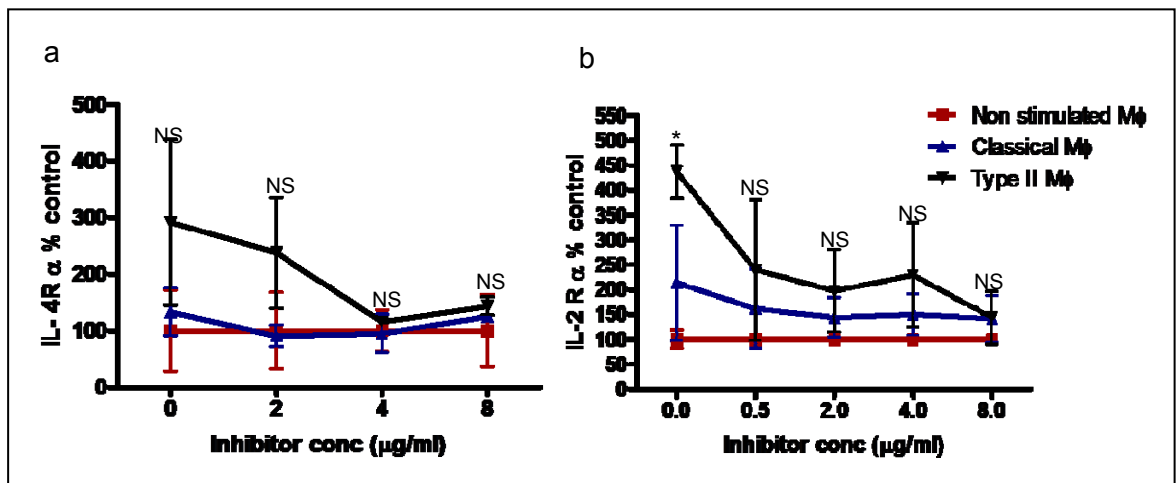 a
IL- 4R α % control
500
400
300
200
100
0
NS
NS
NS
NS
0 2 4 8
Inhibitor conc (μg/ml)
b
IL-2 R α % control
550
500
450
400
350
300
250
200
150
100
50
0
*
NS
NS
NS
NS
0.0 0.5 2.0 4.0 8.0
Inhibitor conc (μg/ml)
Non stimulated Mϕ
Classical Mϕ
Type II Mϕ